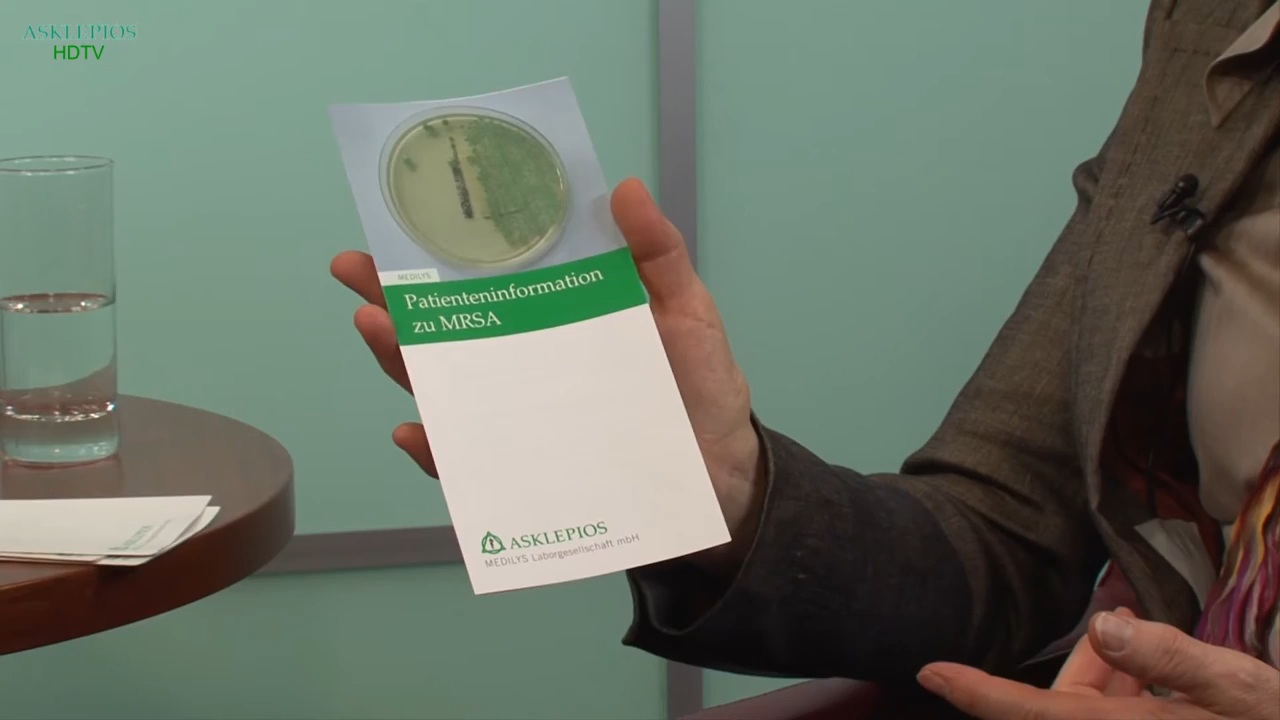 ASKLEPIOS
HDTV
MEDILYS
Patienteninformation
zu MRSA
ASKLEPIOS
MEDILYS Laborgesellschaft mbH